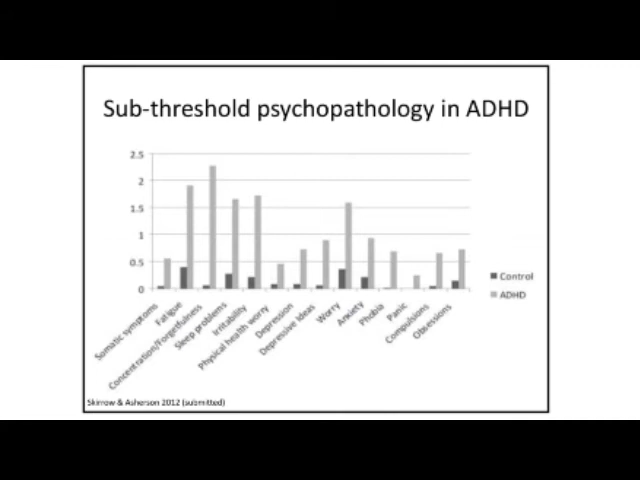 Sub-threshold psychopathology in ADHD
2.5
2
1.5
1
0.5
0
Somatic symptoms
Fatigue
Concentration/Forgetfulness
Sleep problems
Irritability
Physical health worry
Depression
Depressive Ideas
Worry
Anxiety
Phobia
Panic
Compulsions
Obsessions
Control
ADHD
Skirrow & Asherson 2012 (submitted)